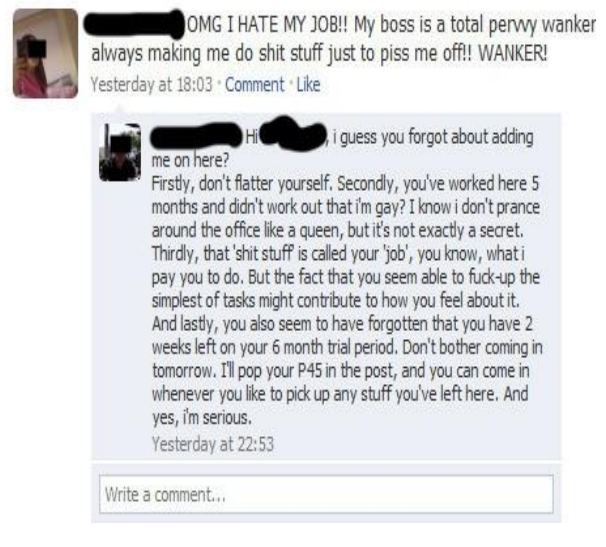 OMG I HATE MY JOB!! My boss is a total pervvy wanker
always making me do shit stuff just to piss me off!! WANKER!
Yesterday at 18:03 · Comment · Like
Hi , i guess you forgot about adding
me on here?
Firstly, don't flatter yourself. Secondly, you've worked here 5
months and didn't work out that i'm gay? I know i don't prance
around the office like a queen, but it's not exactly a secret.
Thirdly, that 'shit stuff' is called your 'job', you know, what i
pay you to do. But the fact that you seem able to fuck-up the
simplest of tasks might contribute to how you feel about it.
And lastly, you also seem to have forgotten that you have 2
weeks left on your 6 month trial period. Don't bother coming in
tomorrow. I'll pop your P45 in the post, and you can come in
whenever you like to pick up any stuff you've left here. And
yes, i'm serious.
Yesterday at 22:53
Write a comment...